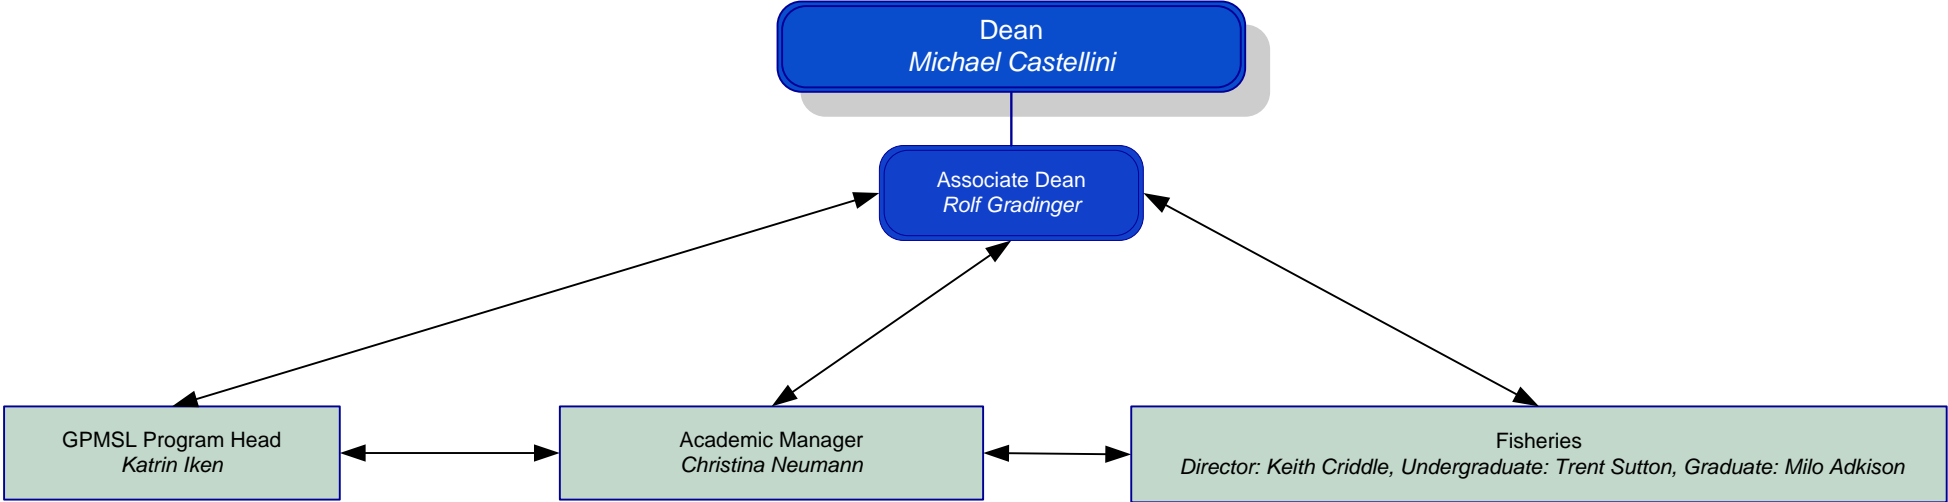 Dean
Michael Castellini
Associate Dean
Rolf Gradinger
GPMSL Program Head
Katrin Iken
Academic Manager
Christina Neumann
Fisheries
Director: Keith Criddle, Undergraduate: Trent Sutton, Graduate: Milo Adkison